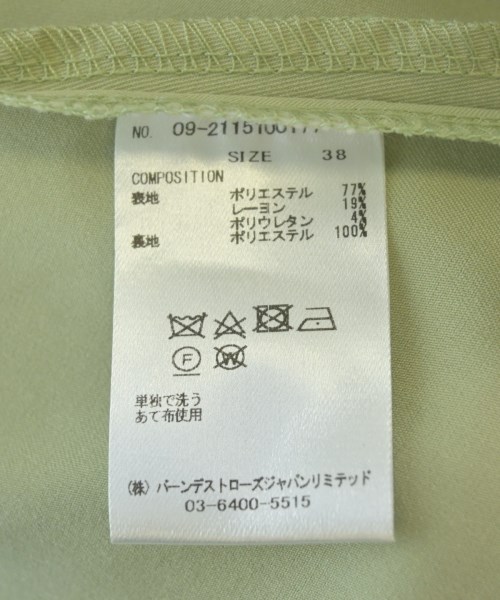 NO.
SIZE 38
COMPOSITION
表地 ポリエステル 77%
レーヨン 19%
ポリウレタン 4%
裏地 ポリエステル 100%
F W
単独で洗う
あて布使用
(株) バーンデストローズジャパンリミテッド
03-6400-5515